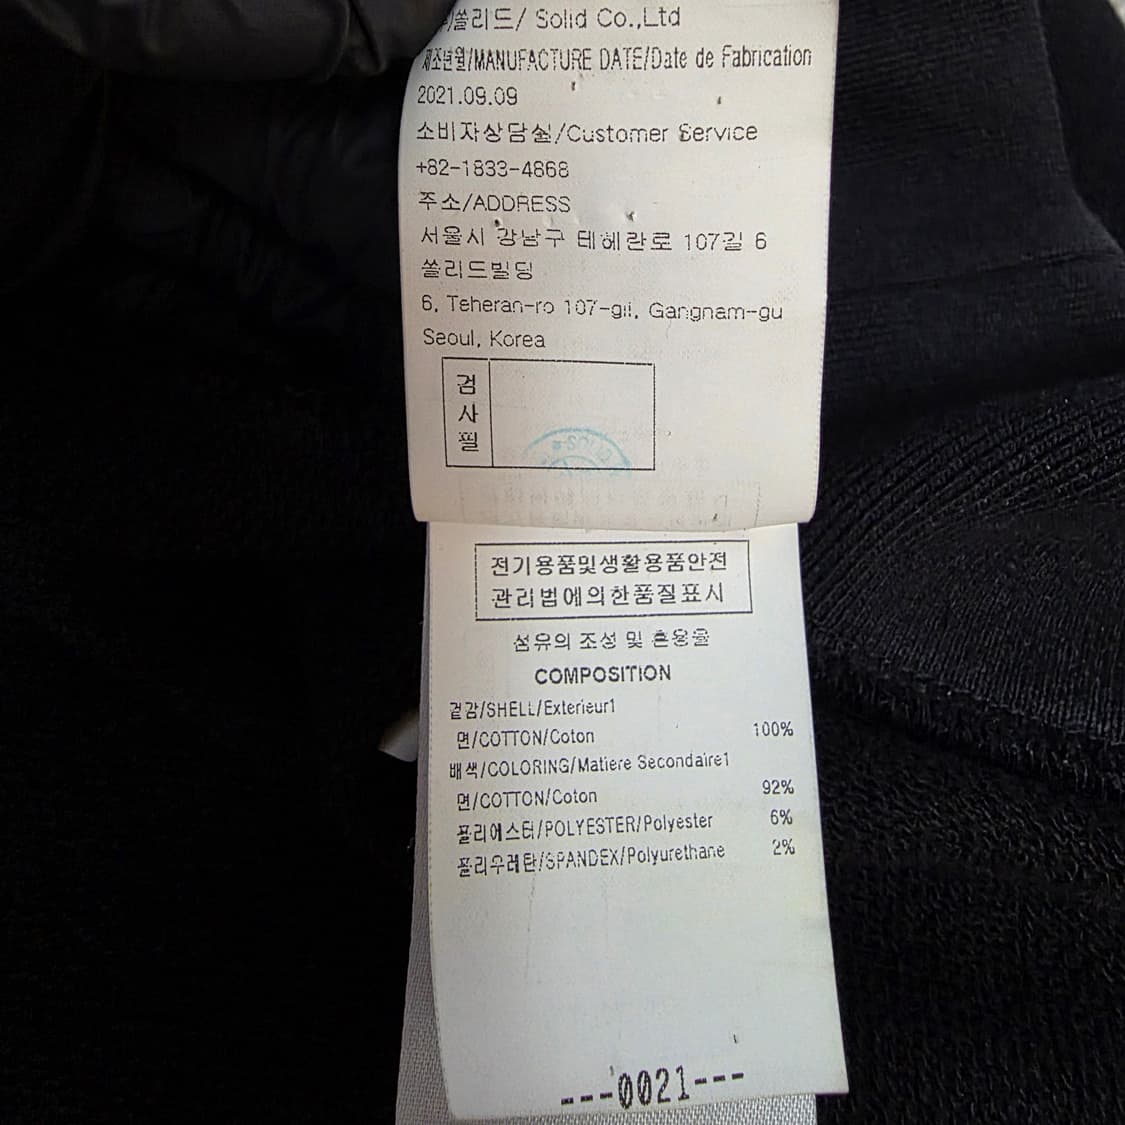 쏠리드/ Solid Co.,Ltd
제조년월/MANUFACTURE DATE/Date de Fabrication
2021.09.09
소비자상담실/Customer Service
+82-1833-4868
주소/ADDRESS
서울시 강남구 테헤란로 107길 6
쏠리드빌딩
6, Teheran-ro 107-gil, Gangnam-gu
Seoul, Korea
검
사
필
SOLID
전기용품및생활용품안전
관리법에의한품질표시
섬유의 조성 및 혼용율
COMPOSITION
겉감/SHELL/Exterieur1
면/COTTON/Coton 100%
배색/COLORING/Matiere Secondaire1
면/COTTON/Coton 92%
폴리에스터/POLYESTER/Polyester 6%
폴리우레탄/SPANDEX/Polyurethane 2%
---0021---